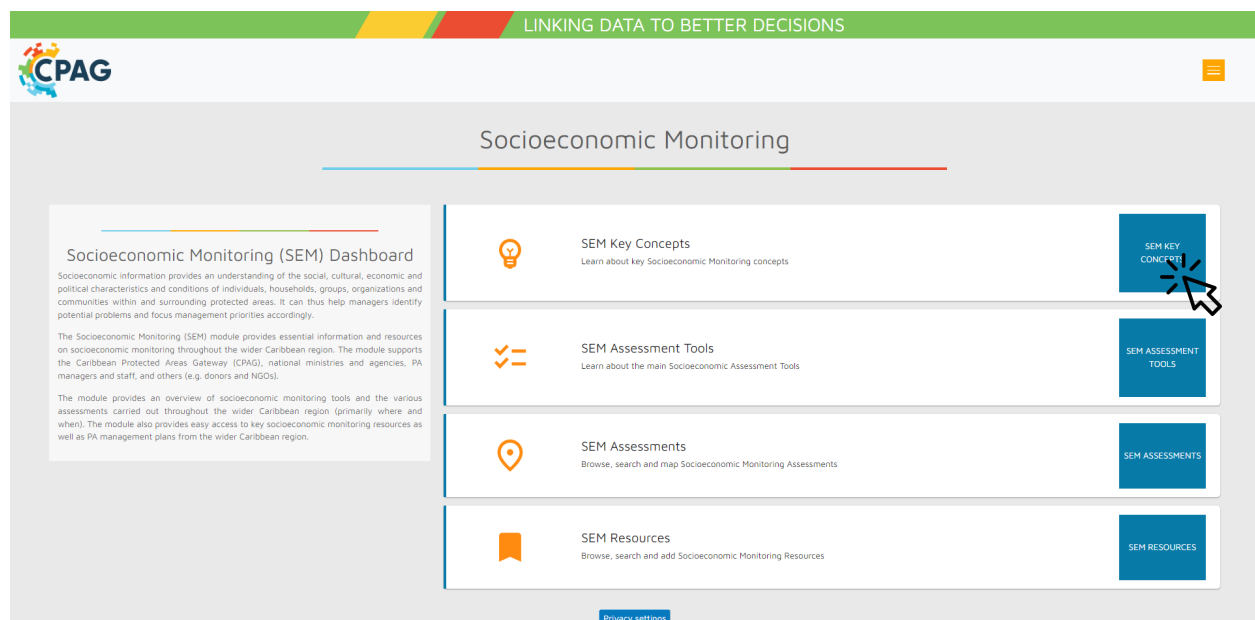 LINKING DATA TO BETTER DECISIONS
CPAG
Socioeconomic Monitoring
Socioeconomic Monitoring (SEM) Dashboard
Socioeconomic information provides an understanding of the social, cultural, economic and
political characteristics and conditions of individuals, households, groups, organizations and
communities within and surrounding protected areas. It can thus help managers identify
potential problems and focus management priorities accordingly.
The Socioeconomic Monitoring (SEM) module provides essential information and resources
on socioeconomic monitoring throughout the wider Caribbean region. The module supports
the Caribbean Protected Areas Gateway (CPAG), national ministries and agencies, PA
managers and staff, and others (e.g. donors and NGOs).
The module provides an overview of socioeconomic monitoring tools and the various
assessments carried out throughout the wider Caribbean region (primarily where and
when). The module also provides easy access to key socioeconomic monitoring resources as
well as PA management plans from the wider Caribbean region.
SEM Key Concepts
Learn about key Socioeconomic Monitoring concepts
SEM KEY
CONCEPTS
SEM Assessment Tools
Learn about the main Socioeconomic Assessment Tools
SEM ASSESSMENT
TOOLS
SEM Assessments
Browse, search and map Socioeconomic Monitoring Assessments
SEM ASSESSMENTS
SEM Resources
Browse, search and add Socioeconomic Monitoring Resources
SEM RESOURCES
Privacy settings